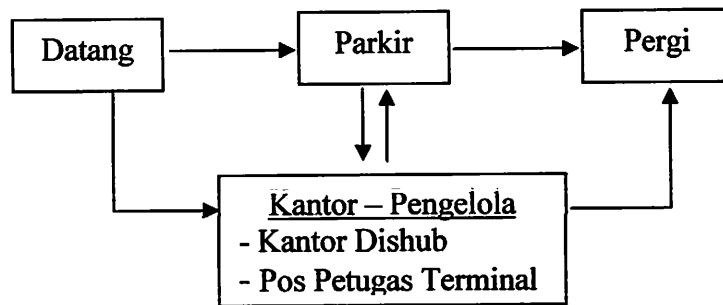 Datang
Parkir
Pergi
Kantor – Pengelola
- Kantor Dishub
- Pos Petugas Terminal